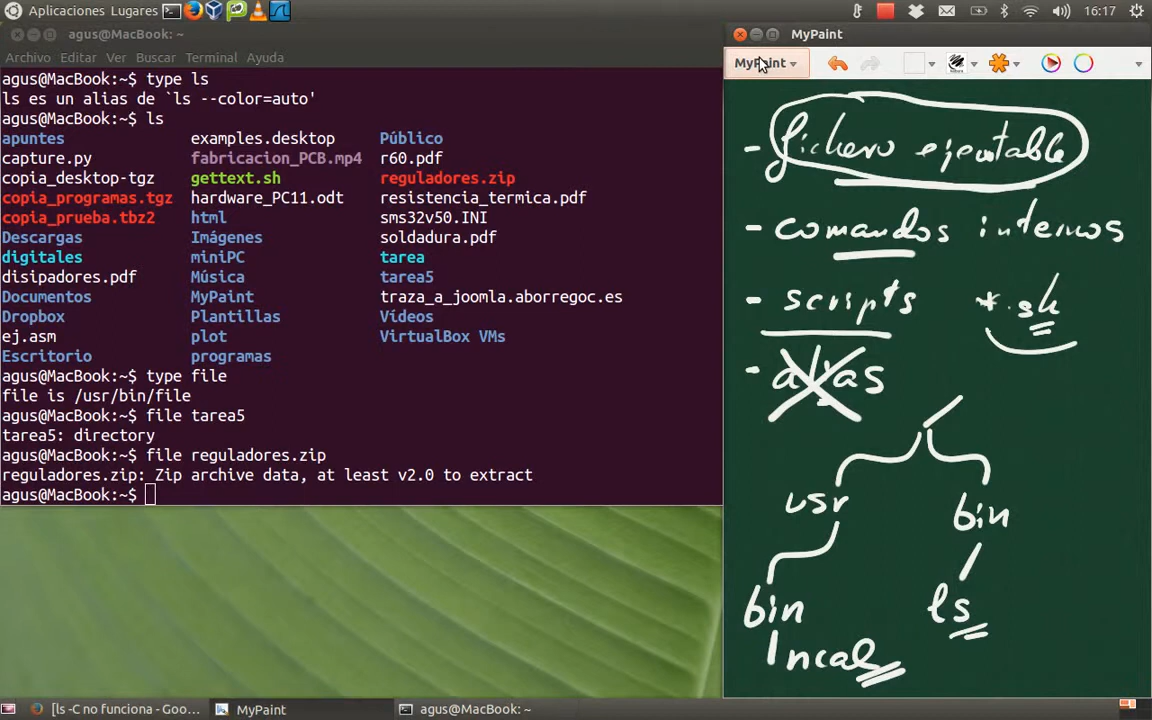 Aplicaciones Lugares 16:17
agus@MacBook: ~
Archivo Editar Ver Buscar Terminal Ayuda
agus@MacBook:~$ type ls
ls es un alias de `ls --color=auto'
agus@MacBook:~$ ls
apuntes examples.desktop Público
capture.py fabricacion_PCB.mp4 r60.pdf
copia_desktop-tgz gettext.sh reguladores.zip
copia_programas.tgz hardware_PC11.odt resistencia_termica.pdf
copia_prueba.tbz2 html sms32v50.INI
Descargas Imágenes soldadura.pdf
digitales miniPC tarea
disipadores.pdf Música tarea5
Documentos MyPaint traza_a_joomla.aborregoc.es
Dropbox Plantillas Vídeos
ej.asm plot VirtualBox VMs
Escritorio programas
agus@MacBook:~$ type file
file is /usr/bin/file
agus@MacBook:~$ file tarea5
tarea5: directory
agus@MacBook:~$ file reguladores.zip
reguladores.zip: Zip archive data, at least v2.0 to extract
agus@MacBook:~$
MyPaint
MyPaint
- fichero ejecutable
- comandos internos
- scripts *.sh
- alias
/
usr bin
bin ls
local
[ls -C no funciona - Goo... MyPaint agus@MacBook: ~